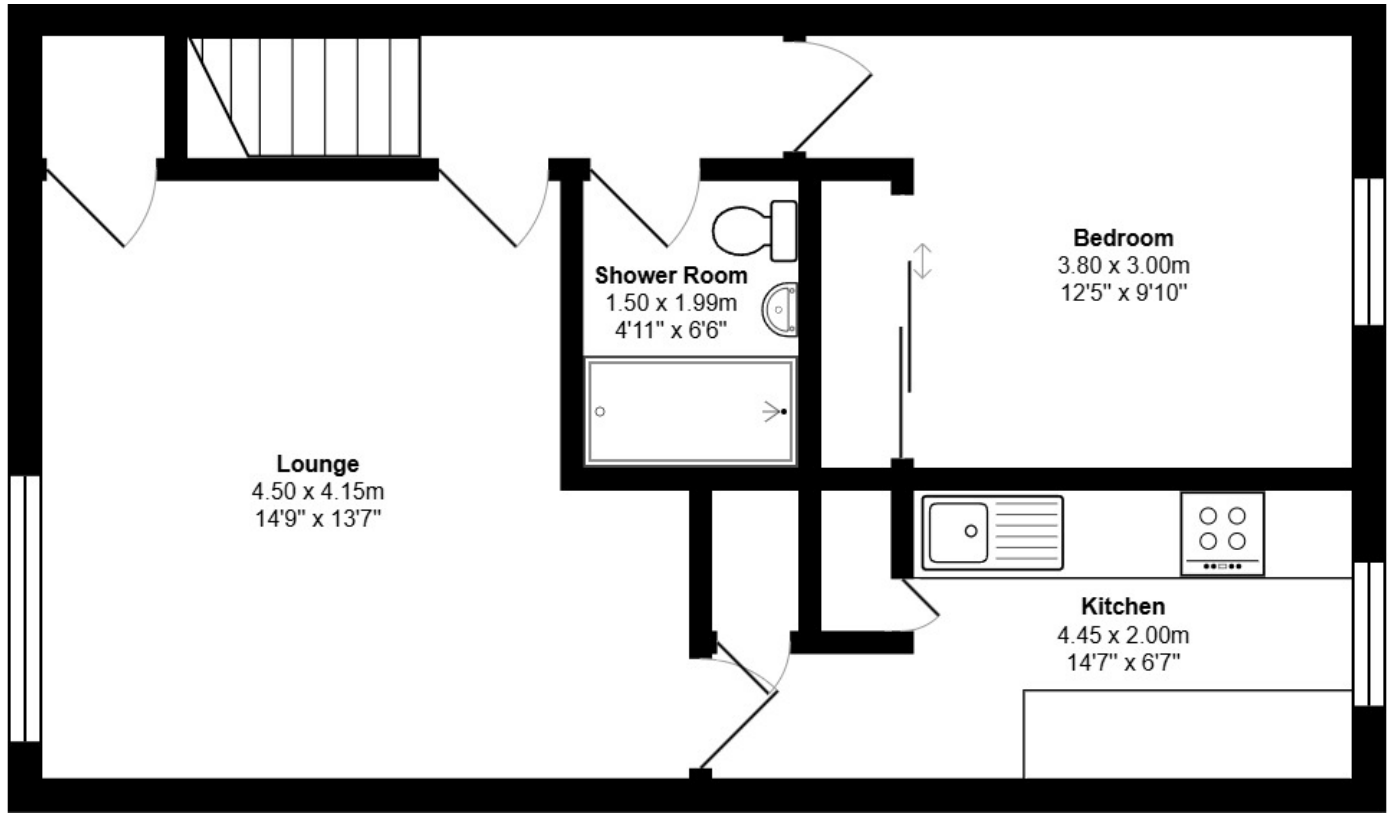 Bedroom
3.80 x 3.00m
12'5" x 9'10"
Shower Room
1.50 x 1.99m
4'11" x 6'6"
Lounge
4.50 x 4.15m
14'9" x 13'7"
Kitchen
4.45 x 2.00m
14'7" x 6'7"